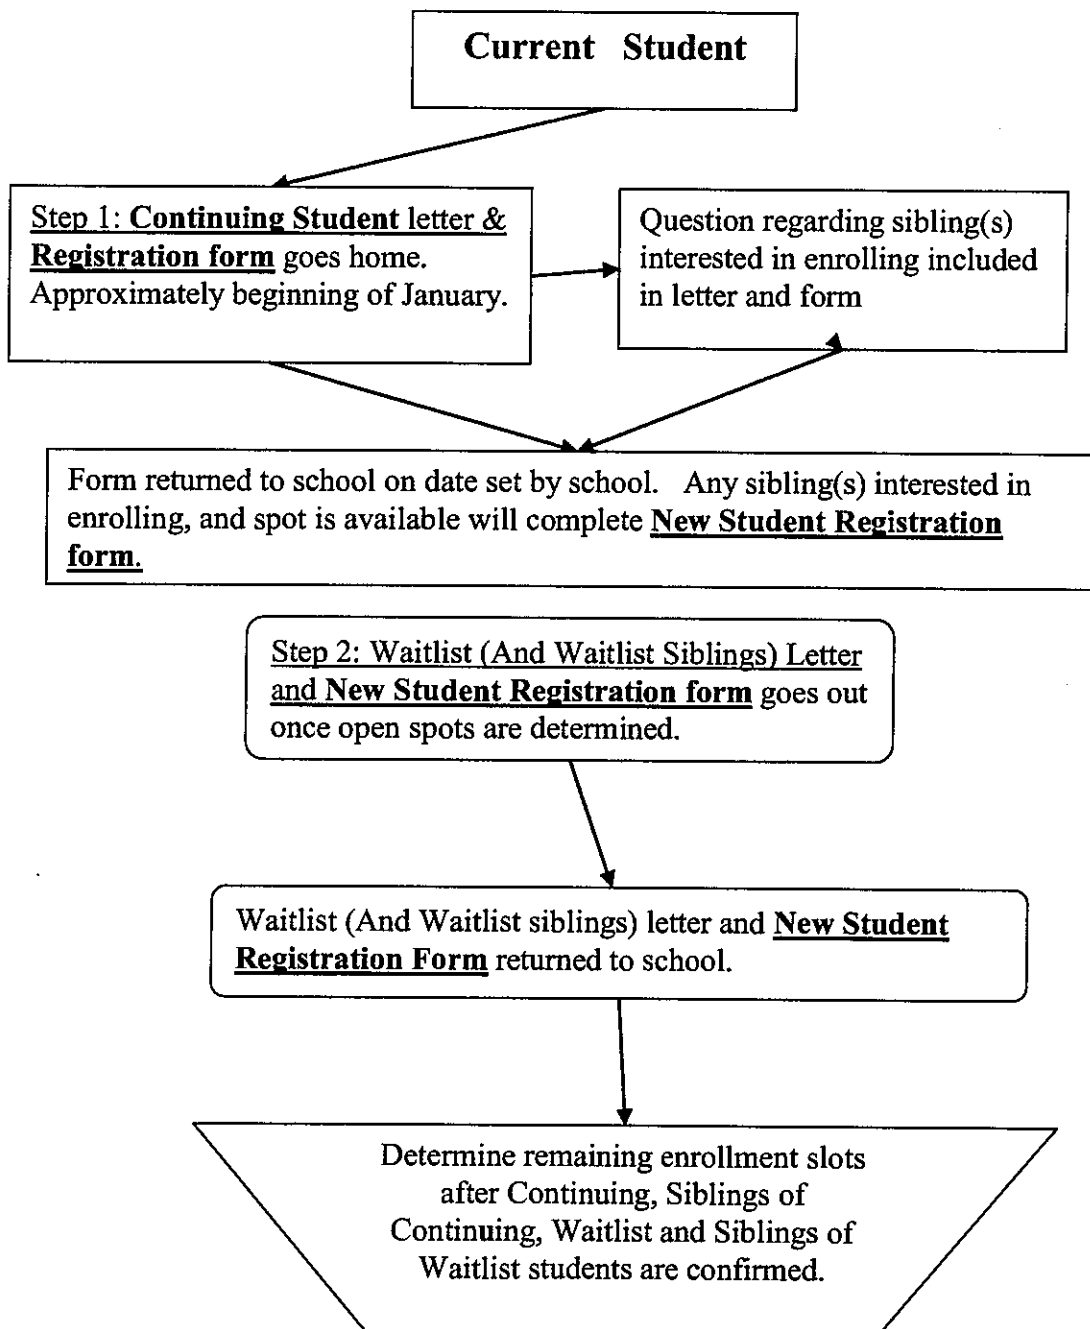 Current Student
Step 1: Continuing Student letter &
Registration form goes home.
Approximately beginning of January.
Question regarding sibling(s)
interested in enrolling included
in letter and form
Form returned to school on date set by school. Any sibling(s) interested in
enrolling, and spot is available will complete New Student Registration
form.
Step 2: Waitlist (And Waitlist Siblings) Letter
and New Student Registration form goes out
once open spots are determined.
Waitlist (And Waitlist siblings) letter and New Student
Registration Form returned to school.
Determine remaining enrollment slots
after Continuing, Siblings of
Continuing, Waitlist and Siblings of
Waitlist students are confirmed.